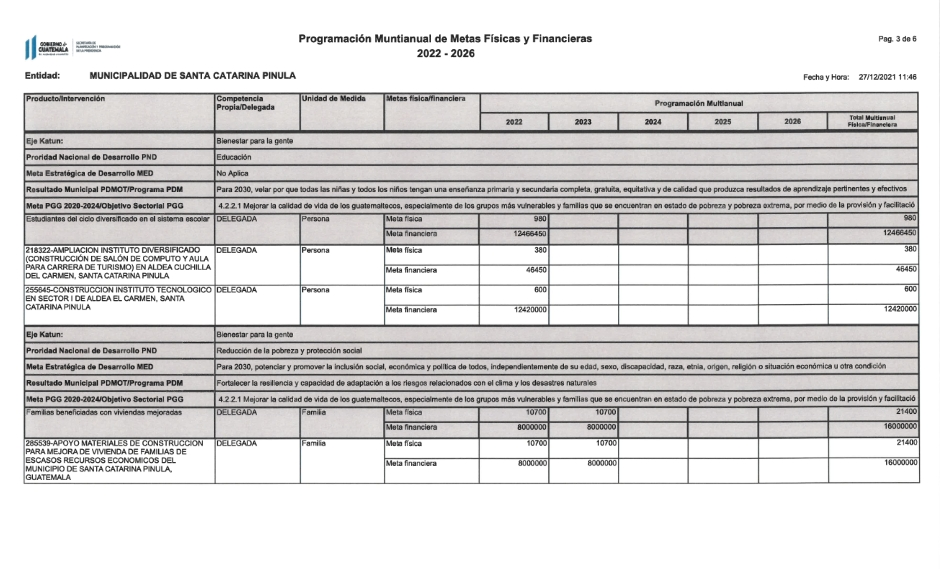 GOBIERNO de
GUATEMALA
Programación Muntianual de Metas Físicas y Financieras
2022 - 2026
Pag. 3 de 6
Entidad: MUNICIPALIDAD DE SANTA CATARINA PINULA
Fecha y Hora: 27/12/2021 11:46
Producto/Intervención Competencia Propia/Delegada Unidad de Medida Metas física/financiera Programación Multianual
2022 2023 2024 2025 2026 Total Multianual Física/Financiera
Eje Katun: Bienestar para la gente
Proridad Nacional de Desarrollo PND Educación
Meta Estratégica de Desarrollo MED No Aplica
Resultado Municipal PDMOT/Programa PDM Para 2030, velar por que todas las niñas y todos los niños tengan una enseñanza primaria y secundaria completa, gratuita, equitativa y de calidad que produzca resultados de aprendizaje pertinentes y efectivos
Meta PGG 2020-2024/Objetivo Sectorial PGG 4.2.2.1 Mejorar la calidad de vida de los guatemaltecos, especialmente de los grupos más vulnerables y familias que se encuentran en estado de pobreza y pobreza extrema, por medio de la provisión y facilitació
Estudiantes del ciclo diversificado en el sistema escolar DELEGADA Persona Meta física 980 980
Meta financiera 12466450 12466450
218322-AMPLIACION INSTITUTO DIVERSIFICADO DELEGADA Persona Meta física 380 380
(CONSTRUCCIÓN DE SALÓN DE COMPUTO Y AULA
PARA CARRERA DE TURISMO) EN ALDEA CUCHILLA Meta financiera 46450 46450
DEL CARMEN, SANTA CATARINA PINULA
255645-CONSTRUCCION INSTITUTO TECNOLOGICO DELEGADA Persona Meta física 600 600
EN SECTOR I DE ALDEA EL CARMEN, SANTA
CATARINA PINULA Meta financiera 12420000 12420000
Eje Katun: Bienestar para la gente
Proridad Nacional de Desarrollo PND Reducción de la pobreza y protección social
Meta Estratégica de Desarrollo MED Para 2030, potenciar y promover la inclusión social, económica y política de todos, independientemente de su edad, sexo, discapacidad, raza, etnia, origen, religión o situación económica u otra condición
Resultado Municipal PDMOT/Programa PDM Fortalecer la resiliencia y capacidad de adaptación a los riesgos relacionados con el clima y los desastres naturales
Meta PGG 2020-2024/Objetivo Sectorial PGG 4.2.2.1 Mejorar la calidad de vida de los guatemaltecos, especialmente de los grupos más vulnerables y familias que se encuentran en estado de pobreza y pobreza extrema, por medio de la provisión y facilitació
Familias beneficiadas con viviendas mejoradas DELEGADA Familia Meta física 10700 10700 21400
Meta financiera 8000000 8000000 16000000
285539-APOYO MATERIALES DE CONSTRUCCION DELEGADA Familia Meta física 10700 10700 21400
PARA MEJORA DE VIVIENDA DE FAMILIAS DE
ESCASOS RECURSOS ECONOMICOS DEL Meta financiera 8000000 8000000 16000000
MUNICIPIO DE SANTA CATARINA PINULA,
GUATEMALA